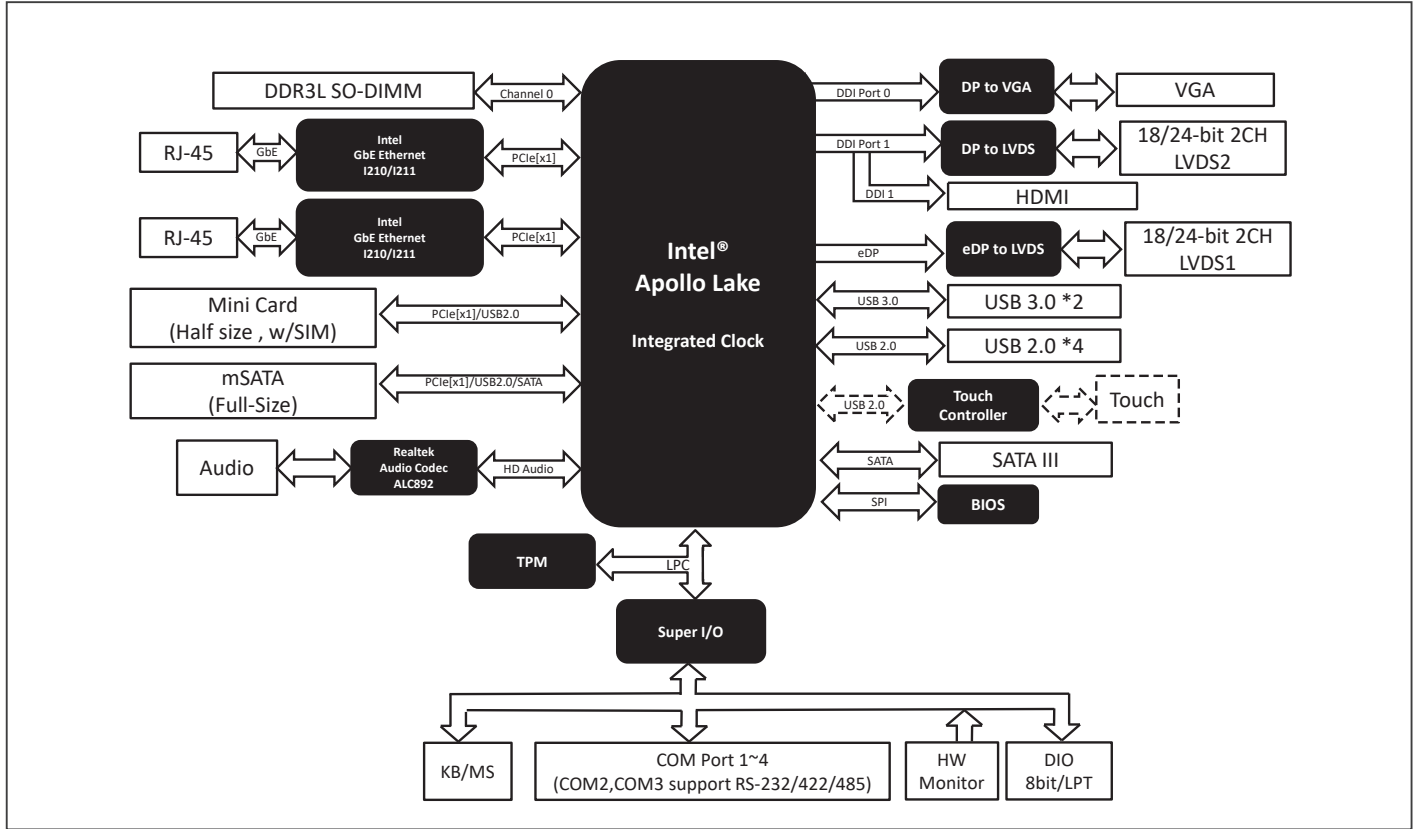 DDR3L SO-DIMM
Channel 0
RJ-45
GbE
Intel
GbE Ethernet
I210/I211
PCIe[x1]
RJ-45
GbE
Intel
GbE Ethernet
I210/I211
PCIe[x1]
Mini Card
(Half size , w/SIM)
PCIe[x1]/USB2.0
mSATA
(Full-Size)
PCIe[x1]/USB2.0/SATA
Audio
Realtek
Audio Codec
ALC892
HD Audio
Intel®
Apollo Lake
Integrated Clock
DDI Port 0
DP to VGA
VGA
DDI Port 1
DP to LVDS
18/24-bit 2CH
LVDS2
DDI 1
HDMI
eDP
eDP to LVDS
18/24-bit 2CH
LVDS1
USB 3.0
USB 3.0 *2
USB 2.0
USB 2.0 *4
USB 2.0
Touch
Controller
Touch
SATA
SATA III
SPI
BIOS
TPM
LPC
Super I/O
KB/MS
COM Port 1~4
(COM2,COM3 support RS-232/422/485)
HW
Monitor
DIO
8bit/LPT